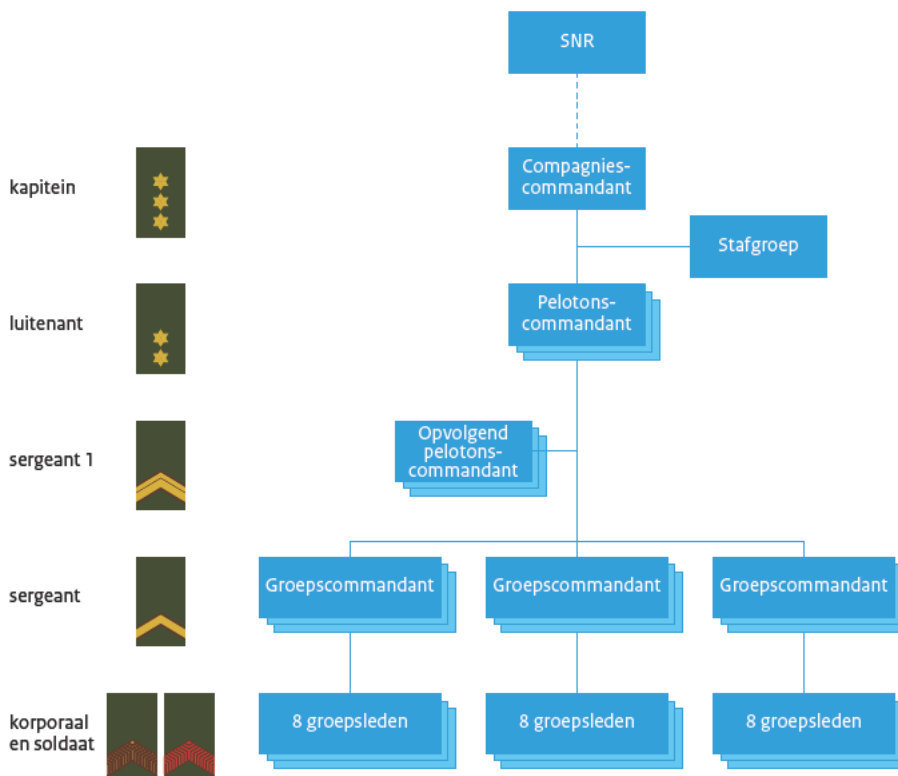 SNR
kapitein
Compagnies-
commandant
Stafgroep
luitenant
Pelotons-
commandant
sergeant 1
Opvolgend
pelotons-
commandant
sergeant
Groepscommandant
Groepscommandant
Groepscommandant
korporaal
en soldaat
8 groepsleden
8 groepsleden
8 groepsleden